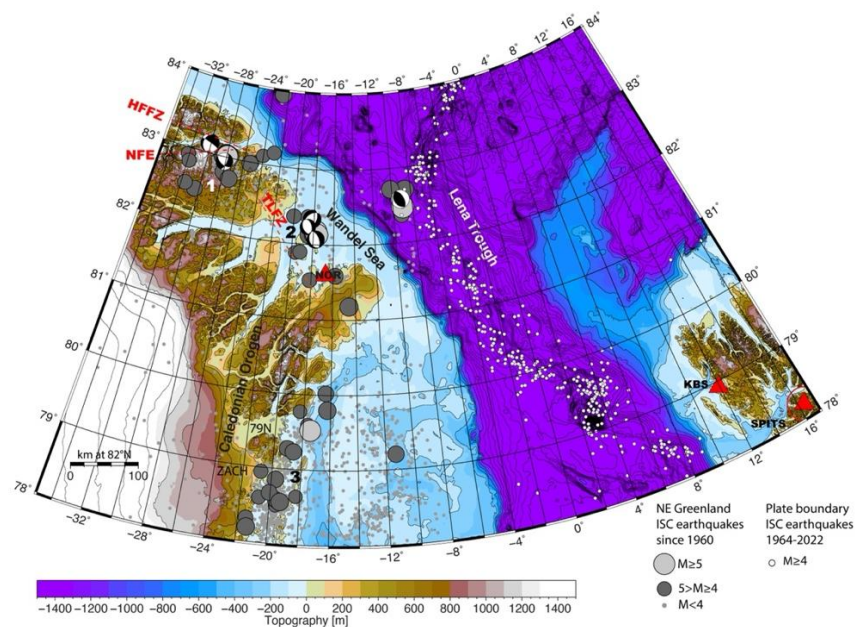 −32° −28° −24° −20° −16° −12° −8° −4° 0° 4° 8° 12° 16° 84°
84°
83°
82°
81°
80°
79°
78°
83°
82°
81°
80°
79°
78°
HFFZ
NFE
1
TLFZ
2
Wandel Sea
Lena Trough
NOR
Caledonian Orogen
79N
ZACH
3
KBS
SPITS
km at 82°N
0 100
−32° −28° −24° −20° −16° −12° −8° −4° 0° 4° 8° 12° 16°
NE Greenland
ISC earthquakes
since 1960
M≥5
5>M≥4
M<4
Plate boundary
ISC earthquakes
1964-2022
M≥4
−1400 −1200 −1000 −800 −600 −400 −200 0 200 400 600 800 1000 1200 1400
Topography [m]